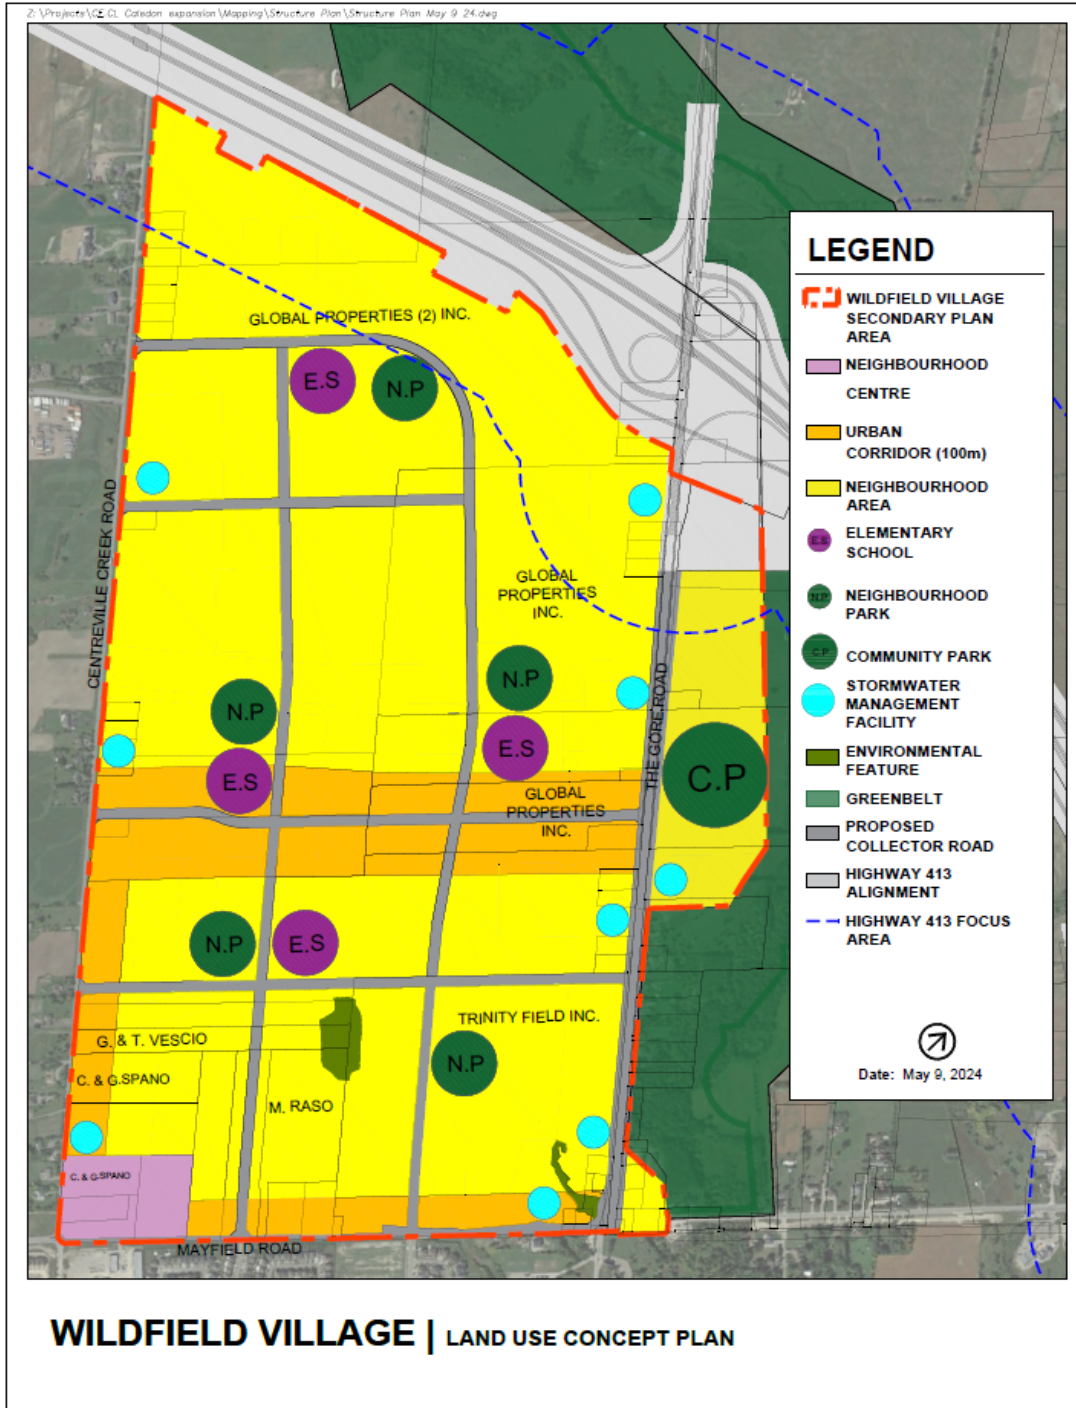 Z:\Projects\CE CL Caledon expansion\Mapping\Structure Plan\Structure Plan May 9 24.dwg
GLOBAL PROPERTIES (2) INC.
E.S
N.P
CENTREVILLE CREEK ROAD
GLOBAL
PROPERTIES
INC.
N.P
N.P
E.S
E.S
THE GORE ROAD
C.P
GLOBAL
PROPERTIES
INC.
N.P
E.S
TRINITY FIELD INC.
G. & T. VESCIO
C. & G.SPANO
N.P
M. RASO
C. & G.SPANO
MAYFIELD ROAD
LEGEND
WILDFIELD VILLAGE
SECONDARY PLAN
AREA
NEIGHBOURHOOD
CENTRE
URBAN
CORRIDOR (100m)
NEIGHBOURHOOD
AREA
E.S
ELEMENTARY
SCHOOL
N.P
NEIGHBOURHOOD
PARK
C.P
COMMUNITY PARK
STORMWATER
MANAGEMENT
FACILITY
ENVIRONMENTAL
FEATURE
GREENBELT
PROPOSED
COLLECTOR ROAD
HIGHWAY 413
ALIGNMENT
HIGHWAY 413 FOCUS
AREA
Date: May 9, 2024
WILDFIELD VILLAGE | LAND USE CONCEPT PLAN